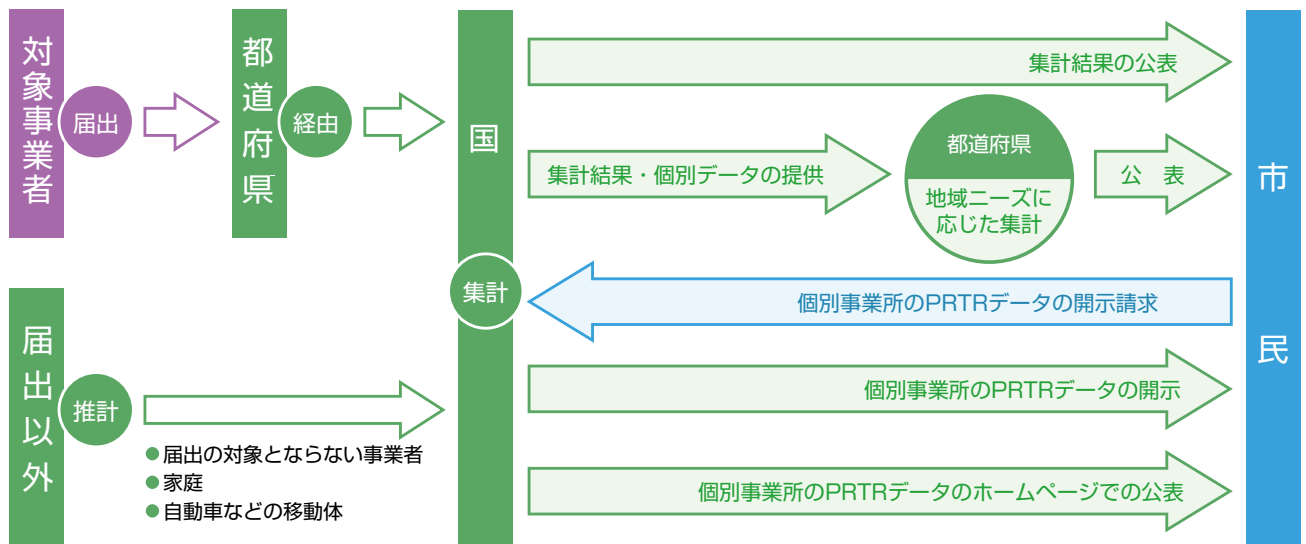 対象事業者
届出
都道府県
経由
国
集計
集計結果の公表
集計結果・個別データの提供
都道府県
地域ニーズに
応じた集計
公 表
市民
個別事業所のPRTRデータの開示請求
届出以外
推計
●届出の対象とならない事業者
●家庭
●自動車などの移動体
個別事業所のPRTRデータの開示
個別事業所のPRTRデータのホームページでの公表